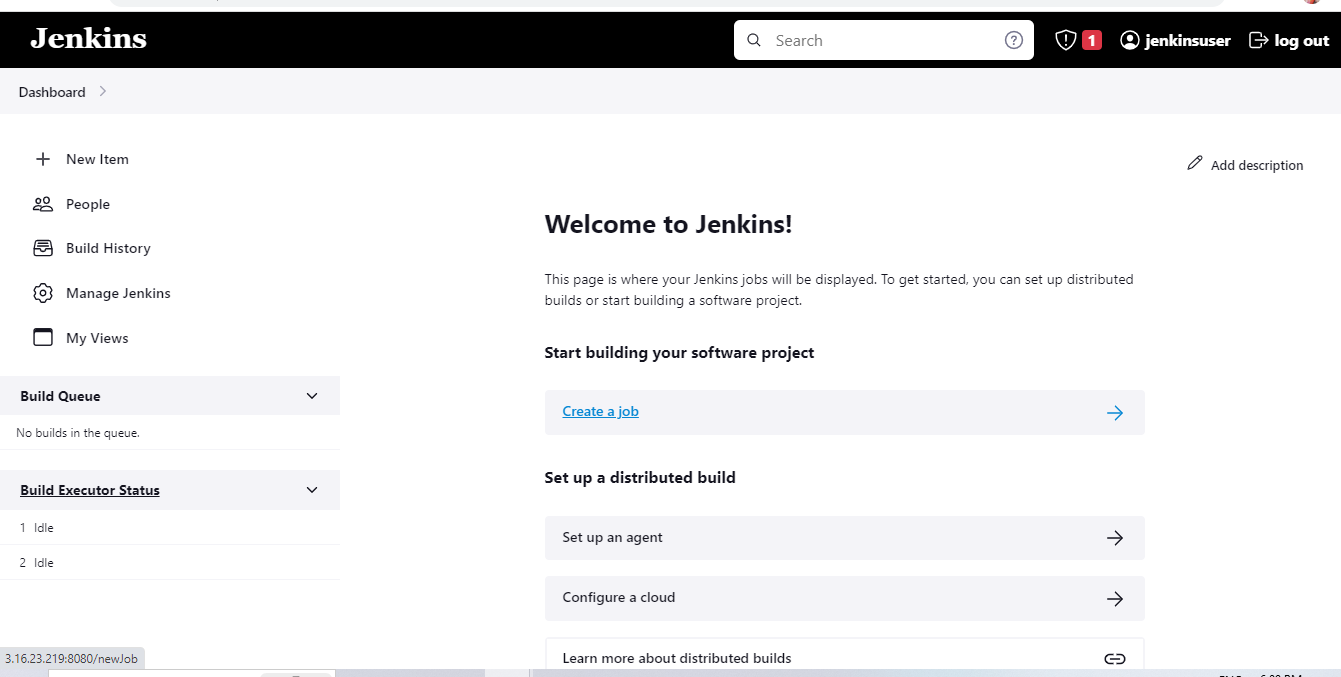 Jenkins
Search
1
jenkinsuser
log out
Dashboard
New Item
People
Build History
Manage Jenkins
My Views
Build Queue
No builds in the queue.
Build Executor Status
1 Idle
2 Idle
Add description
Welcome to Jenkins!
This page is where your Jenkins jobs will be displayed. To get started, you can set up distributed
builds or start building a software project.
Start building your software project
Create a job
Set up a distributed build
Set up an agent
Configure a cloud
Learn more about distributed builds
3.16.23.219:8080/newJob